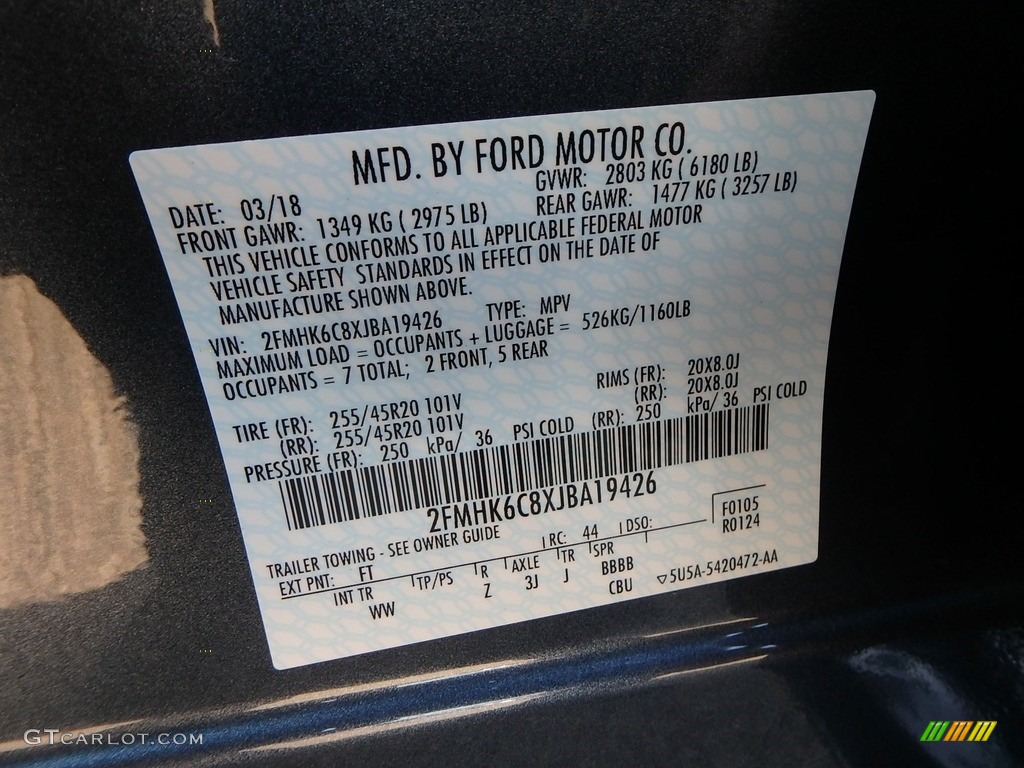 MFD. BY FORD MOTOR CO.
DATE: 03/18 GVWR: 2803 KG ( 6180 LB)
FRONT GAWR: 1349 KG ( 2975 LB) REAR GAWR: 1477 KG ( 3257 LB)
THIS VEHICLE CONFORMS TO ALL APPLICABLE FEDERAL MOTOR
VEHICLE SAFETY STANDARDS IN EFFECT ON THE DATE OF
MANUFACTURE SHOWN ABOVE.
VIN: 2FMHK6C8XJBA19426 TYPE: MPV
MAXIMUM LOAD = OCCUPANTS + LUGGAGE = 526KG/1160LB
OCCUPANTS = 7 TOTAL; 2 FRONT, 5 REAR
TIRE (FR): 255/45R20 101V RIMS (FR): 20X8.0J
(RR): 255/45R20 101V (RR): 20X8.0J
PRESSURE (FR): 250 kPa/ 36 PSI COLD (RR): 250 kPa/ 36 PSI COLD
2FMHK6C8XJBA19426
TRAILER TOWING - SEE OWNER GUIDE RC: 44 DSO: F0105
R0124
EXT PNT: FT
INT TR TP/PS R AXLE TR SPR
WW Z 3J J BBBB
CBU ▽5U5A-5420472-AA
GTCARLOT.COM